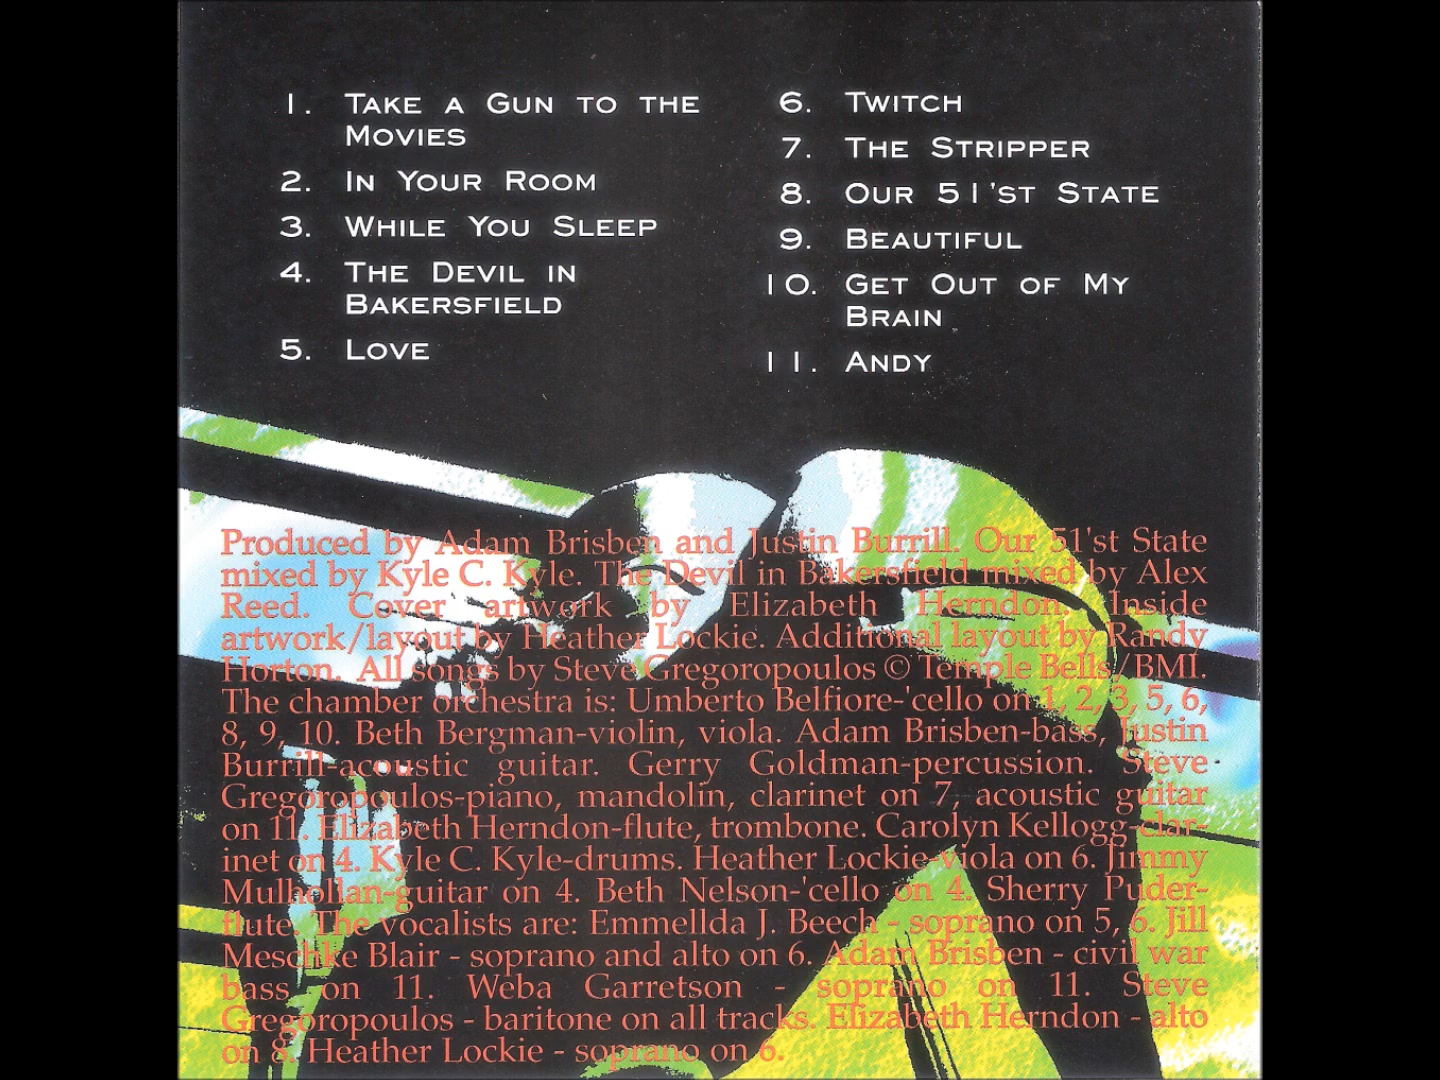 1. Take a Gun to the
Movies
2. In Your Room
3. While You Sleep
4. The Devil in
Bakersfield
5. Love
6. Twitch
7. The Stripper
8. Our 51'st State
9. Beautiful
10. Get Out of My
Brain
11. Andy
Produced by Adam Brisben and Justin Burrill. Our 51'st State
mixed by Kyle C. Kyle. The Devil in Bakersfield mixed by Alex
Reed. Cover artwork by Elizabeth Herndon. Inside
artwork/layout by Heather Lockie. Additional layout by Randy
Horton. All songs by Steve Gregoropoulos © Temple Bells/BMI.
The chamber orchestra is: Umberto Belfiore-'cello on 1, 2, 3, 5, 6,
8, 9, 10. Beth Bergman-violin, viola. Adam Brisben-bass, Justin
Burrill-acoustic guitar. Gerry Goldman-percussion. Steve
Gregoropoulos-piano, mandolin, clarinet on 7, acoustic guitar
on 11. Elizabeth Herndon-flute, trombone. Carolyn Kellogg-clar-
inet on 4. Kyle C. Kyle-drums. Heather Lockie-viola on 6. Jimmy
Mulhollan-guitar on 4. Beth Nelson-'cello on 4. Sherry Puder-
flute. The vocalists are: Emmellda J. Beech - soprano on 5, 6. Jill
Meschke Blair - soprano and alto on 6. Adam Brisben - civil war
bass on 11. Weba Garretson - soprano on 11. Steve
Gregoropoulos - baritone on all tracks. Elizabeth Herndon - alto
on 8. Heather Lockie - soprano on 6.